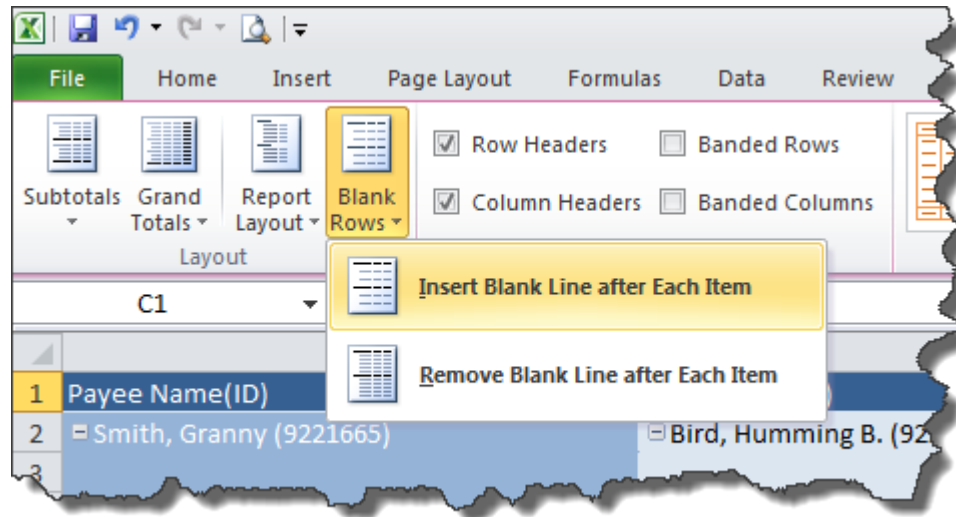 File Home Insert Page Layout Formulas Data Review
Subtotals Grand Totals Report Layout Blank Rows
Row Headers Banded Rows
Column Headers Banded Columns
Layout
Insert Blank Line after Each Item
Remove Blank Line after Each Item
C1
1 Payee Name(ID) )
2 Smith, Granny (9221665) Bird, Humming B. (92
3